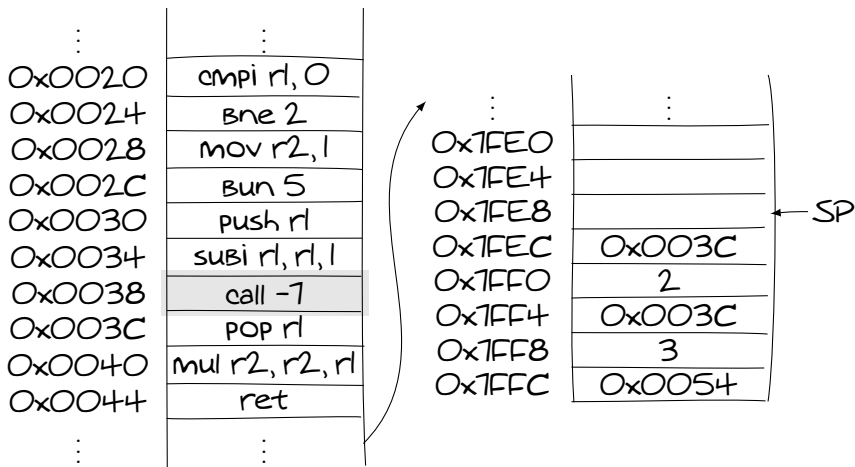 ⋮ ⋮
0x0020 cmpi r1, 0
0x0024 bne 2
0x0028 mov r2, 1
0x002C bun 5
0x0030 push r1
0x0034 subi r1, r1, 1
0x0038 call -7
0x003C pop r1
0x0040 mul r2, r2, r1
0x0044 ret
⋮ ⋮
⋮ ⋮
0x7FE0
0x7FE4
0x7FE8
SP
0x7FEC 0x003C
0x7FF0 2
0x7FF4 0x003C
0x7FF8 3
0x7FFC 0x0054